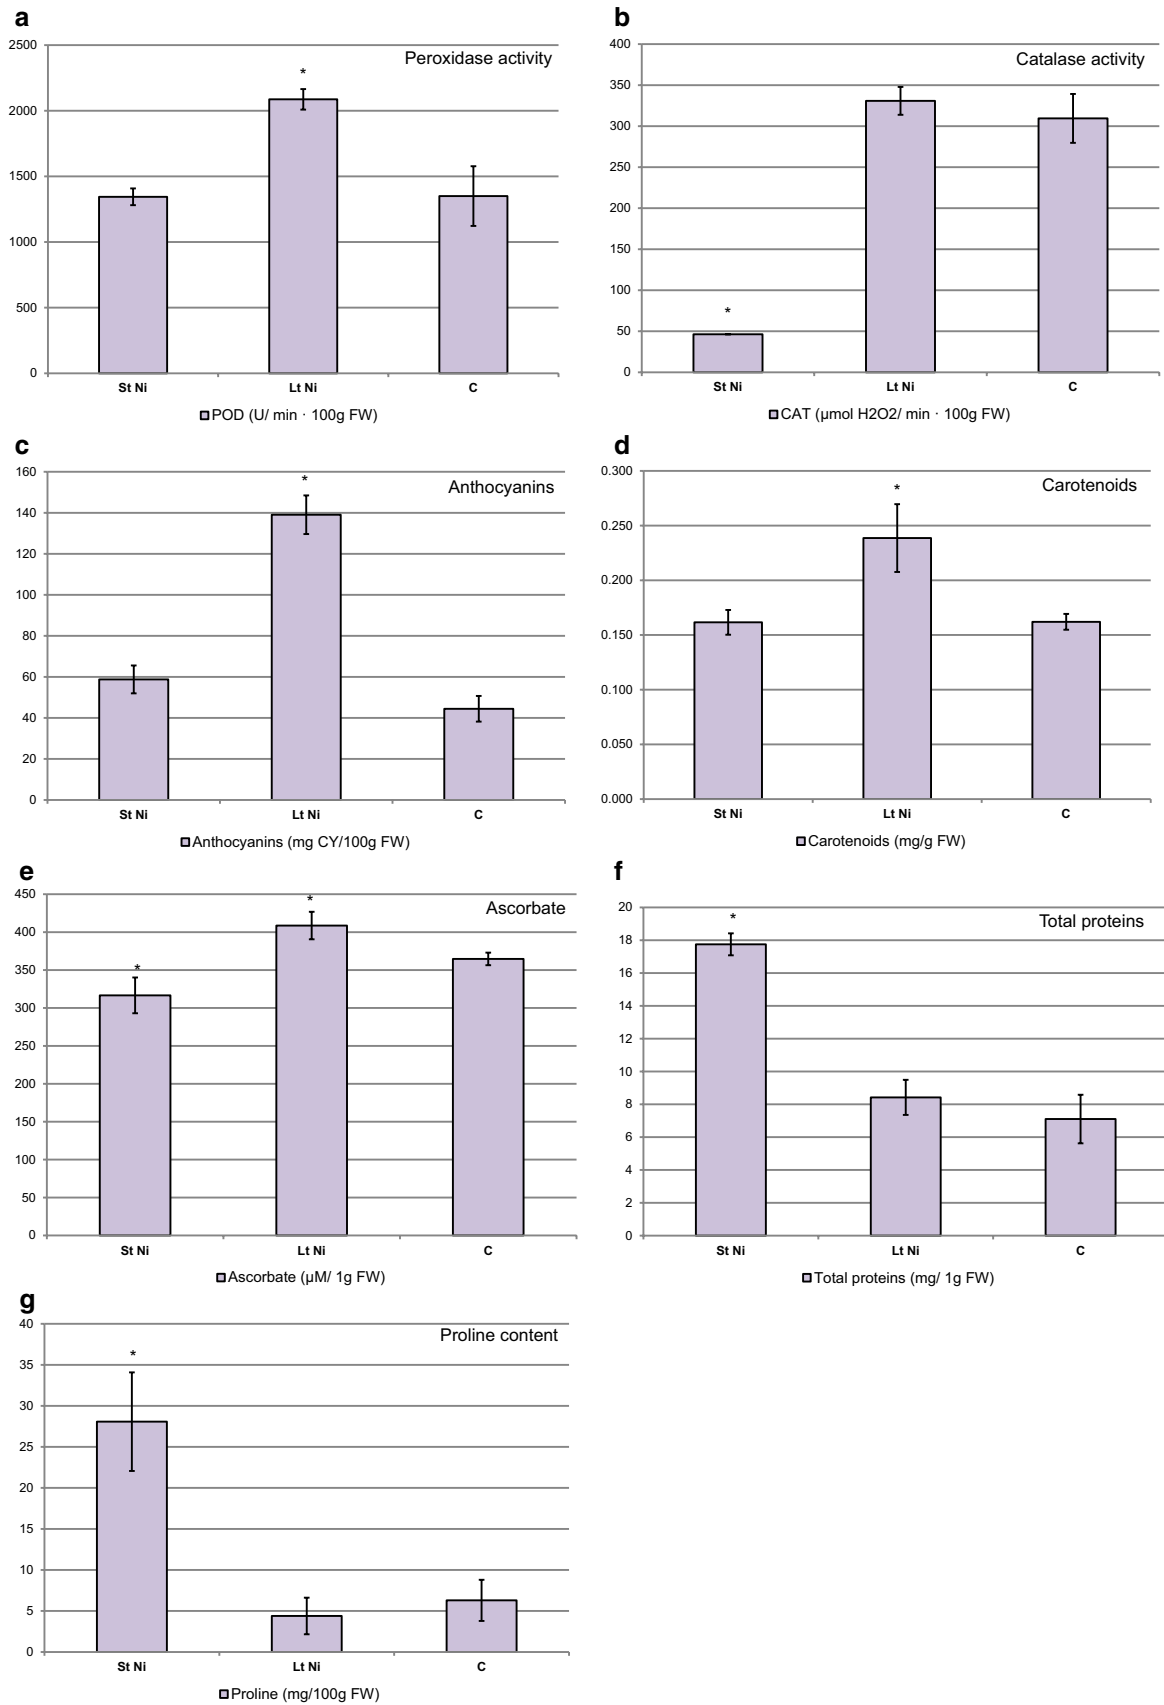 a
Peroxidase activity
2500
2000
1500
1000
500
0
*
St Ni
Lt Ni
C
POD (U/ min · 100g FW)
b
Catalase activity
400
350
300
250
200
150
100
50
0
*
St Ni
Lt Ni
C
CAT (µmol H2O2/ min · 100g FW)
c
Anthocyanins
160
140
120
100
80
60
40
20
0
*
St Ni
Lt Ni
C
Anthocyanins (mg CY/100g FW)
d
Carotenoids
0.300
0.250
0.200
0.150
0.100
0.050
0.000
*
St Ni
Lt Ni
C
Carotenoids (mg/g FW)
e
Ascorbate
450
400
350
300
250
200
150
100
50
0
*
*
St Ni
Lt Ni
C
Ascorbate (µM/ 1g FW)
f
Total proteins
20
18
16
14
12
10
8
6
4
2
0
*
St Ni
Lt Ni
C
Total proteins (mg/ 1g FW)
g
Proline content
40
35
30
25
20
15
10
5
0
*
St Ni
Lt Ni
C
Proline (mg/100g FW)